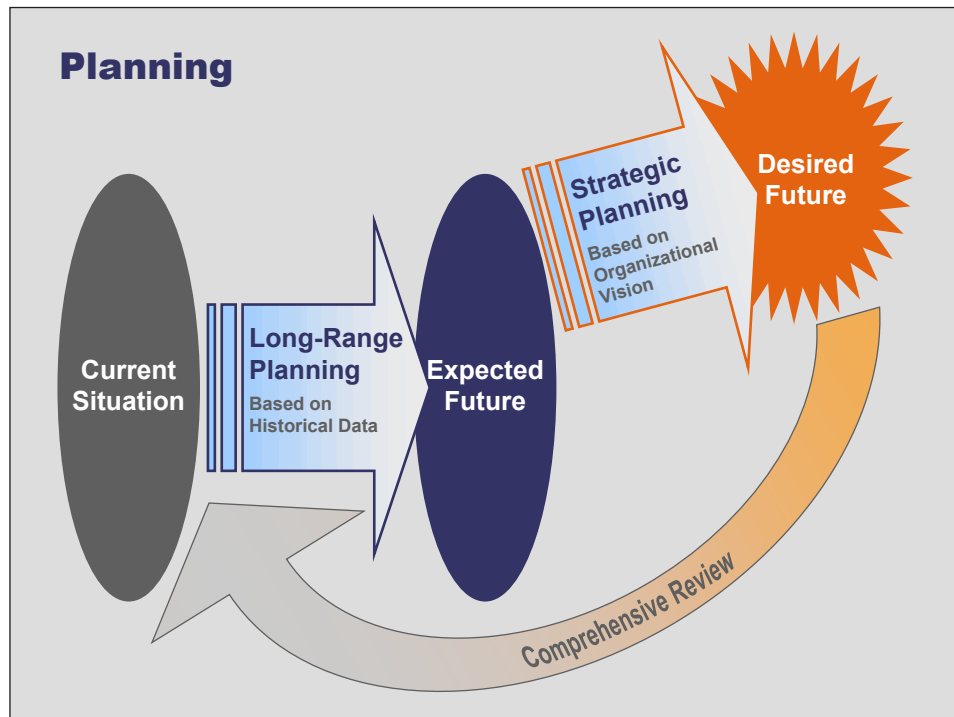 Planning
Current
Situation
Long-Range
Planning
Based on
Historical Data
Expected
Future
Strategic
Planning
Based on
Organizational
Vision
Desired
Future
Comprehensive Review